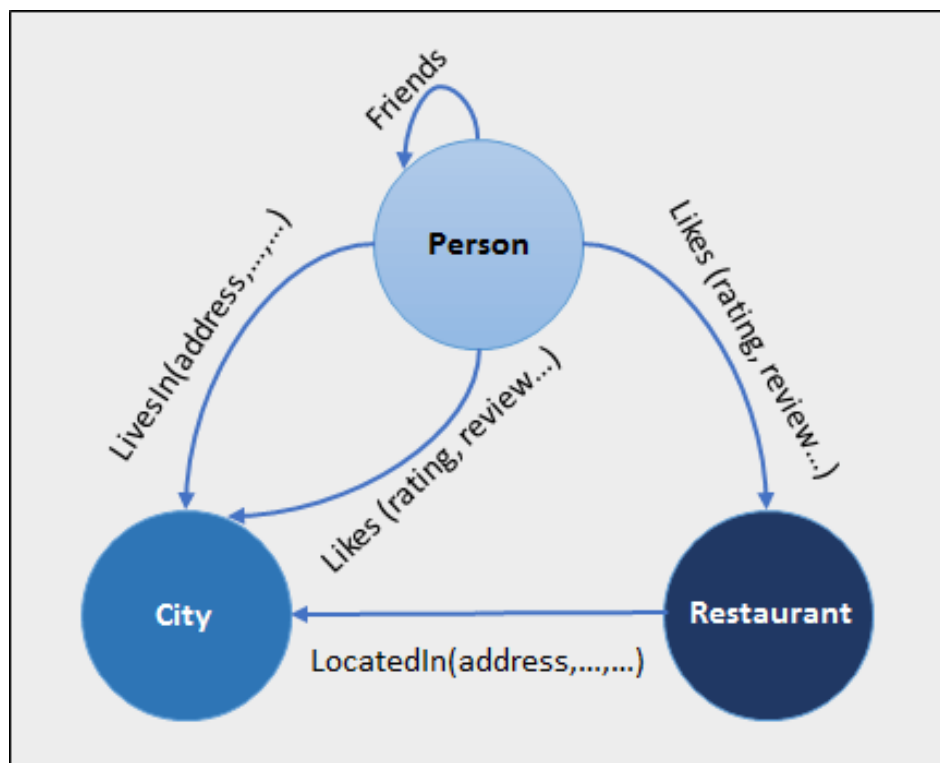 Friends
Person
LivesIn(address,...,...)
Likes (rating, review...)
Likes (rating, review...)
City
Restaurant
LocatedIn(address,...,...)